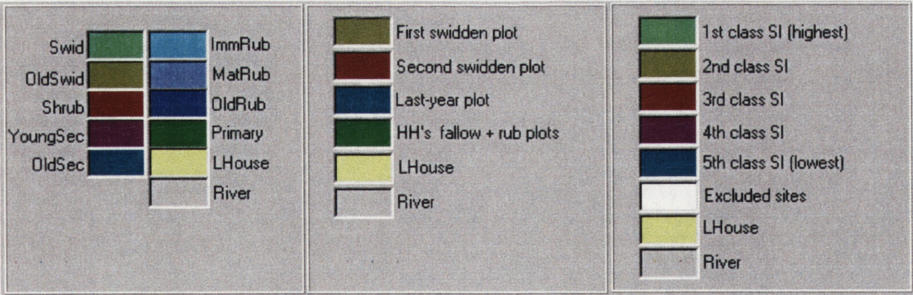 Swid ImmRub
OldSwid MatRub
Shrub OldRub
YoungSec Primary
OldSec LHouse
River
First swidden plot
Second swidden plot
Last-year plot
HH's fallow + rub plots
LHouse
River
1st class SI (highest)
2nd class SI
3rd class SI
4th class SI
5th class SI (lowest)
Excluded sites
LHouse
River